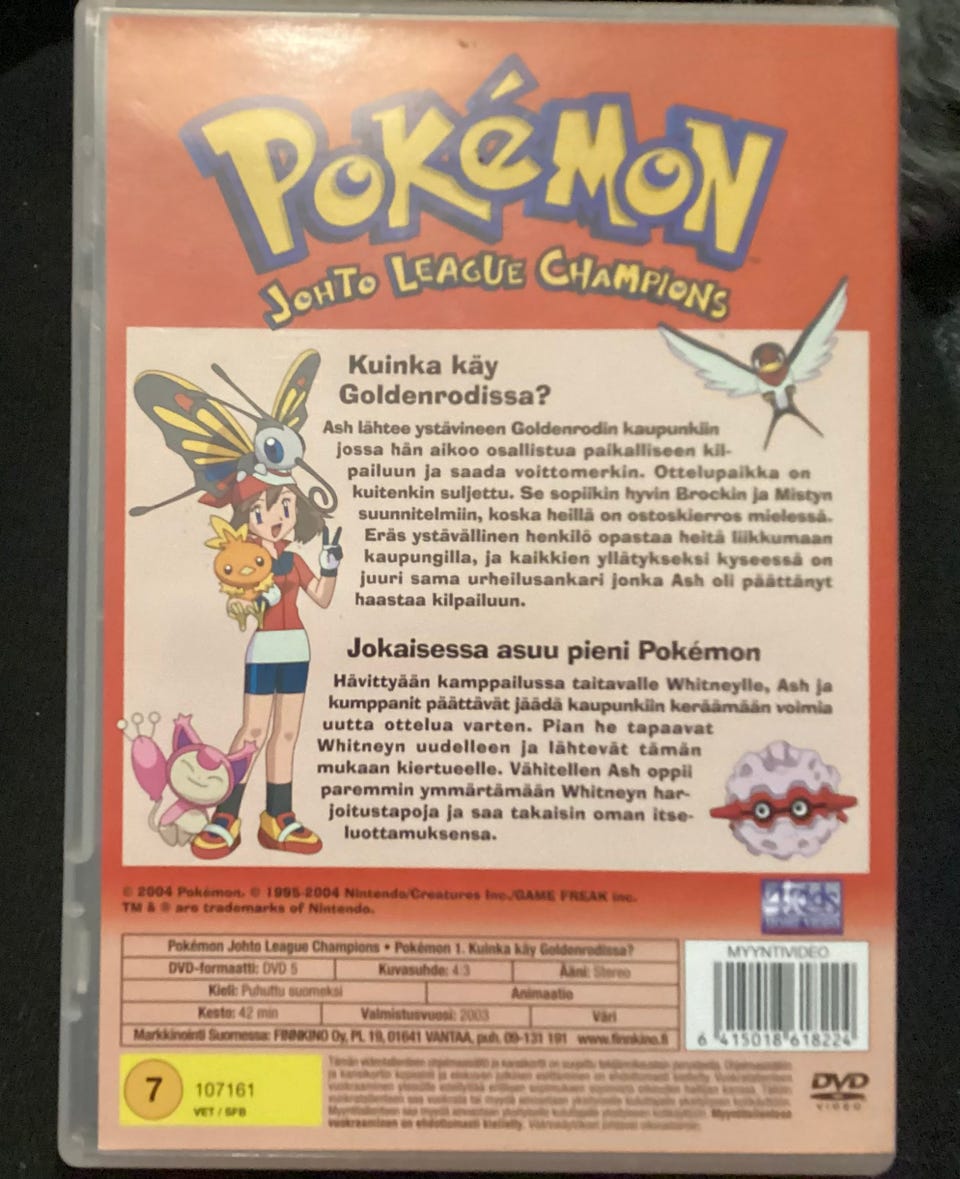 POKéMON
JOHTO LEAGUE CHAMPIONS
Kuinka käy
Goldenrodissa?
Ash lähtee ystävineen Goldenrodin kaupunkiin
jossa hän aikoo osallistua paikalliseen kil-
pailuun ja saada voittomerkin. Ottelupaikka on
kuitenkin suljettu. Se sopiikin hyvin Brockin ja Mistyn
suunnitelmiin, koska heillä on ostoskierros mielessä.
Eräs ystävällinen henkilö opastaa heitä liikkumaan
kaupungilla, ja kaikkien yllätykseksi kyseessä on
juuri sama urheilusankari jonka Ash oli päättänyt
haastaa kilpailuun.
Jokaisessa asuu pieni Pokémon
Hävittyään kamppailussa taitavalle Whitneylle, Ash ja
kumppanit päättävät jäädä kaupunkiin keräämään voimia
uutta ottelua varten. Pian he tapaavat
Whitneyn uudelleen ja lähtevät tämän
mukaan kiertueelle. Vähitellen Ash oppii
paremmin ymmärtämään Whitneyn har-
joitustapoja ja saa takaisin oman itse-
luottamuksensa.
© 2004 Pokémon. © 1995-2004 Nintendo/Creatures Inc./GAME FREAK inc.
TM & ® are trademarks of Nintendo.
4Kids
Pokémon Johto League Champions • Pokémon 1. Kuinka käy Goldenrodissa?
DVD-formaatti: DVD 5 Kuvasuhde: 4:3 Ääni: Stereo
Kieli: Puhuttu suomeksi Animaatio
Kesto: 42 min Valmistusvuosi: 2003 Väri
Markkinointi Suomessa: FINNKINO Oy, PL 19, 01641 VANTAA, puh. 09-131 191 www.finnkino.fi
MYYNTIVIDEO
6 415018 618224
7 107161
VET / SFB
DVD
VIDEO